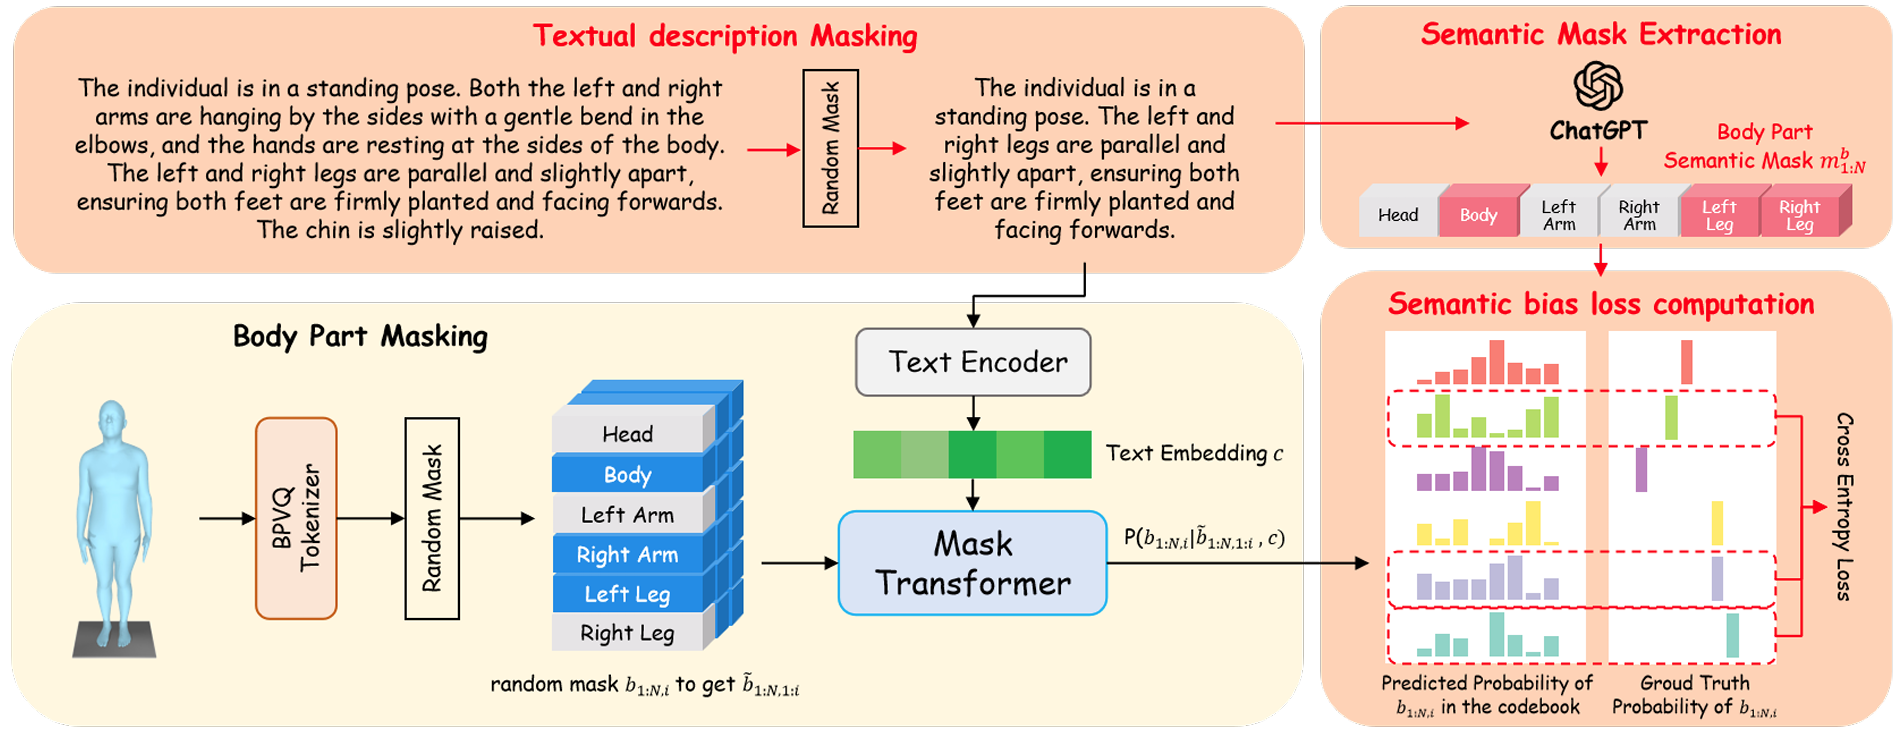 Textual description Masking
The individual is in a standing pose. Both the left and right
arms are hanging by the sides with a gentle bend in the
elbows, and the hands are resting at the sides of the body.
The left and right legs are parallel and slightly apart,
ensuring both feet are firmly planted and facing forwards.
The chin is slightly raised.
Random Mask
The individual is in a
standing pose. The left and
right legs are parallel and
slightly apart, ensuring both
feet are firmly planted and
facing forwards.
Semantic Mask Extraction
ChatGPT
Body Part
Semantic Mask m^b_{1:N}
Head
Body
Left
Arm
Right
Arm
Left
Leg
Right
Leg
Body Part Masking
BPVQ
Tokenizer
Random Mask
Head
Body
Left Arm
Right Arm
Left Leg
Right Leg
random mask b_{1:N,i} to get b̃_{1:N,1:i}
Text Encoder
Text Embedding c
Mask
Transformer
P(b_{1:N,i}|b̃_{1:N,1:i} , c)
Semantic bias loss computation
Cross Entropy Loss
Predicted Probability of
b_{1:N,i} in the codebook
Groud Truth
Probability of b_{1:N,i}